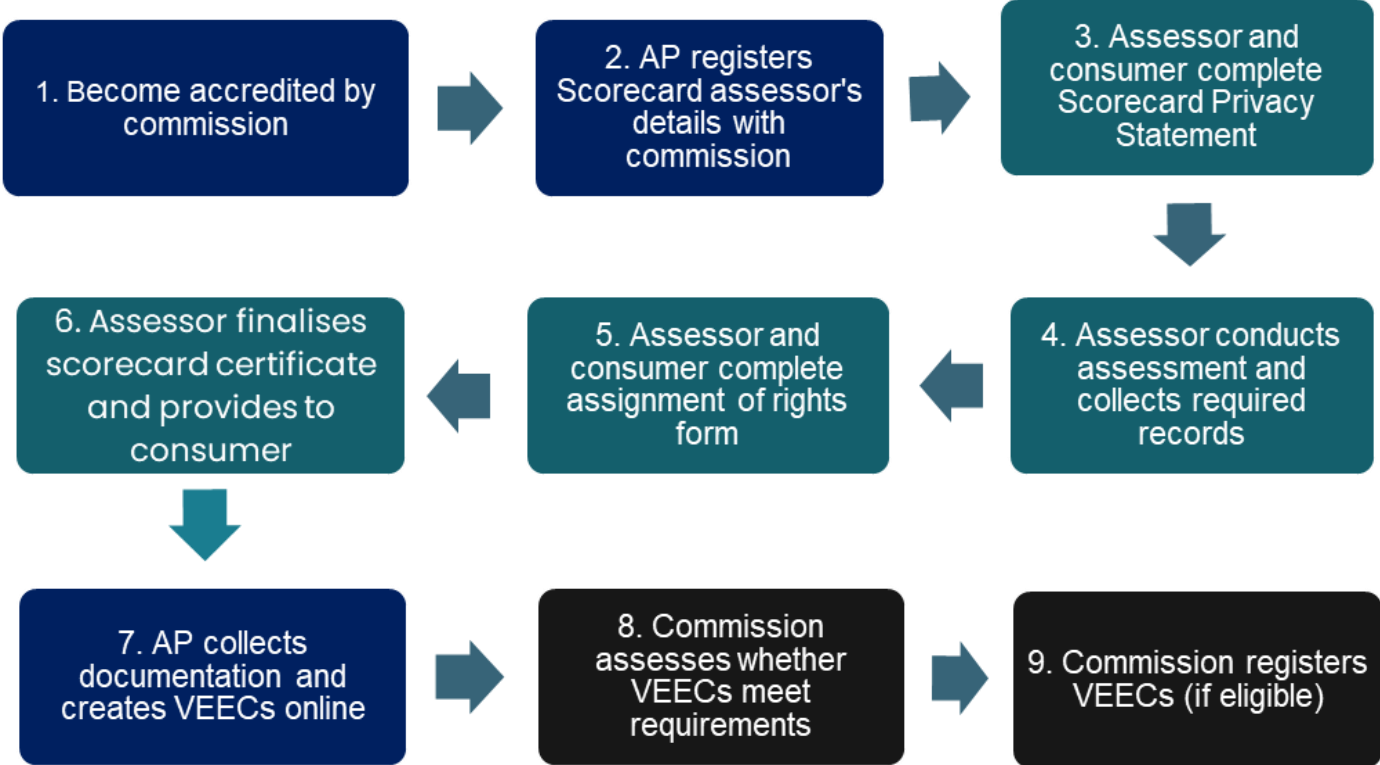 1. Become accredited by
commission
2. AP registers
Scorecard assessor's
details with
commission
3. Assessor and
consumer complete
Scorecard Privacy
Statement
4. Assessor conducts
assessment and
collects required
records
5. Assessor and
consumer complete
assignment of rights
form
6. Assessor finalises
scorecard certificate
and provides to
consumer
7. AP collects
documentation and
creates VEECs online
8. Commission
assesses whether
VEECs meet
requirements
9. Commission registers
VEECs (if eligible)